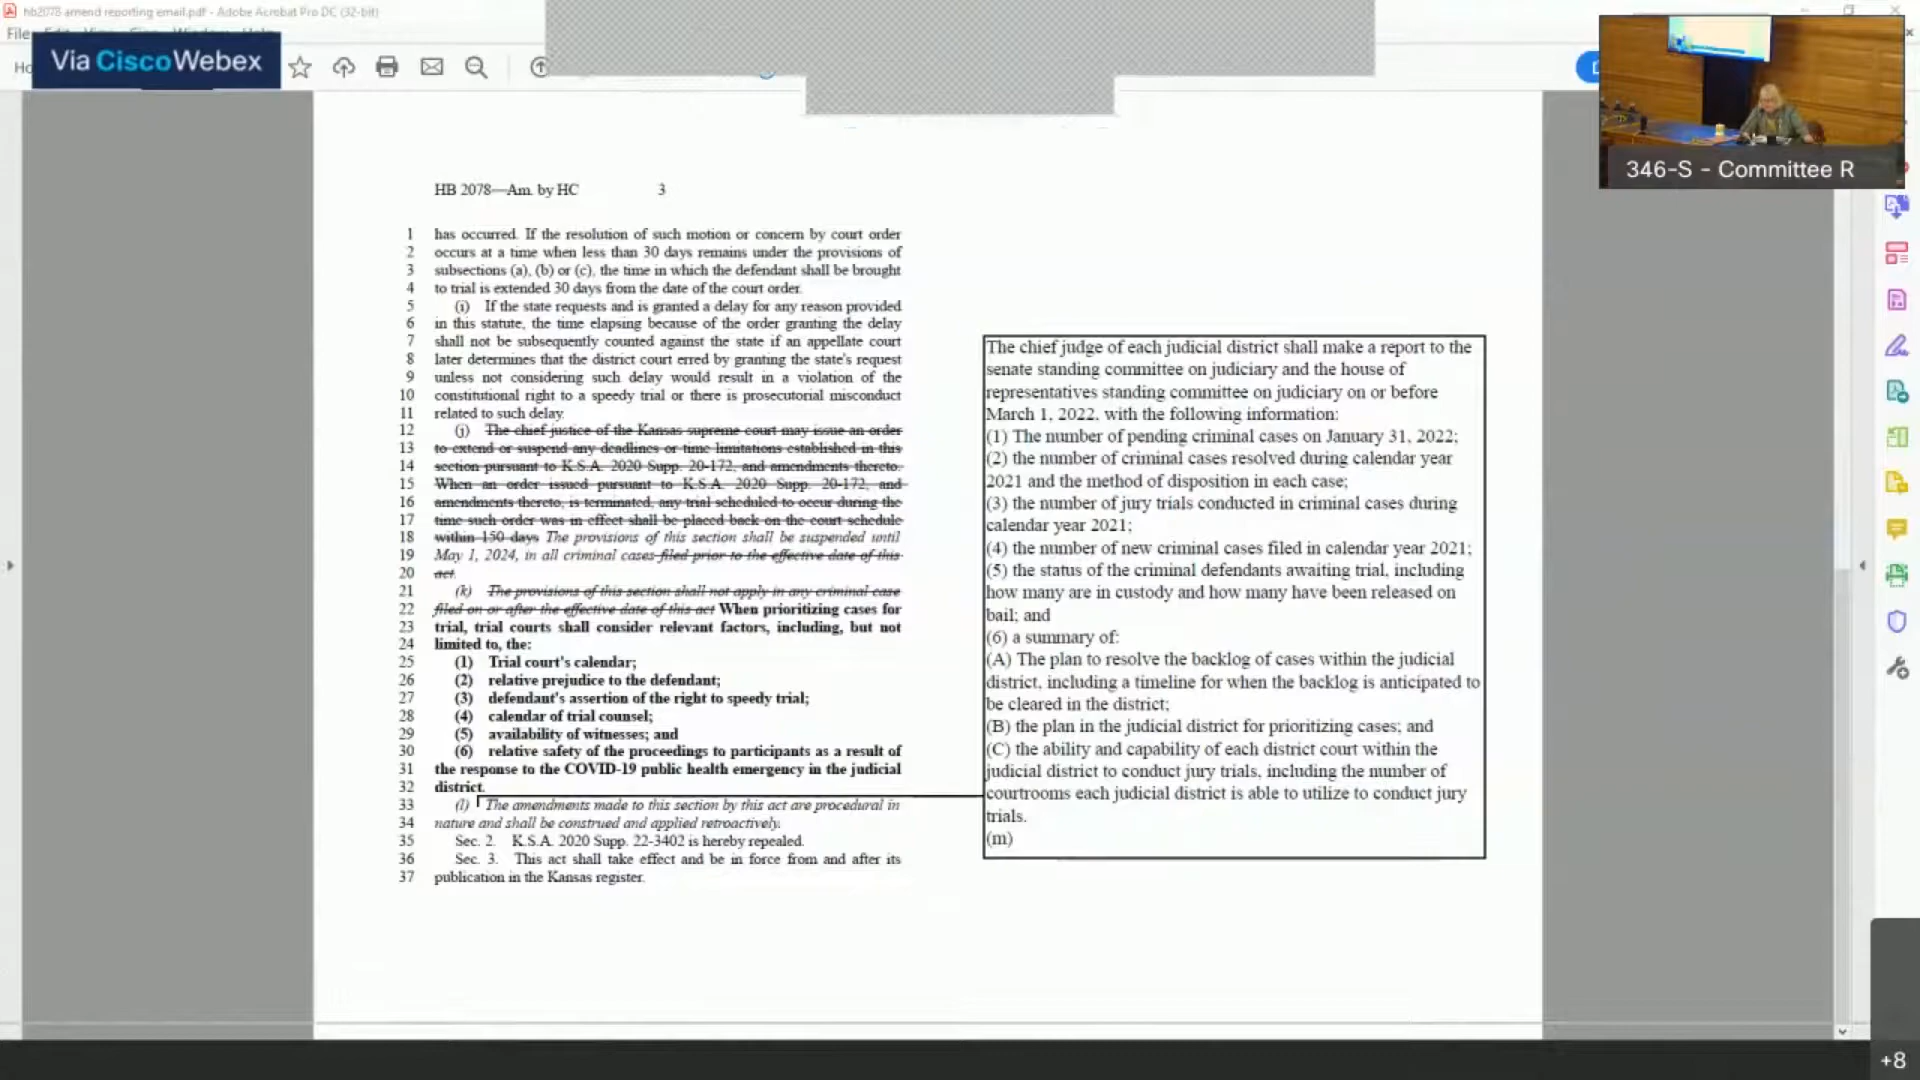 hb2078 amend reporting email.pdf - Adobe Acrobat Pro DC (32-bit)
File Edit View Sign Window Help
Via CiscoWebex
346-S - Committee R
HB 2078—Am. by HC 3
1 has occurred. If the resolution of such motion or concern by court order
2 occurs at a time when less than 30 days remains under the provisions of
3 subsections (a), (b) or (c), the time in which the defendant shall be brought
4 to trial is extended 30 days from the date of the court order.
5 (i) If the state requests and is granted a delay for any reason provided
6 in this statute, the time elapsing because of the order granting the delay
7 shall not be subsequently counted against the state if an appellate court
8 later determines that the district court erred by granting the state's request
9 unless not considering such delay would result in a violation of the
10 constitutional right to a speedy trial or there is prosecutorial misconduct
11 related to such delay.
12 (j) The chief justice of the Kansas supreme court may issue an order
13 to extend or suspend any deadlines or time limitations established in this
14 section pursuant to K.S.A. 2020 Supp. 20-172, and amendments thereto.
15 When an order issued pursuant to K.S.A. 2020 Supp. 20-172, and
16 amendments thereto, is terminated, any trial scheduled to occur during the
17 time such order was in effect shall be placed back on the court schedule
18 within 150 days The provisions of this section shall be suspended until
19 May 1, 2024, in all criminal cases filed prior to the effective date of this
20 act.
21 (k) The provisions of this section shall not apply in any criminal case
22 filed on or after the effective date of this act When prioritizing cases for
23 trial, trial courts shall consider relevant factors, including, but not
24 limited to, the:
25 (1) Trial court's calendar;
26 (2) relative prejudice to the defendant;
27 (3) defendant's assertion of the right to speedy trial;
28 (4) calendar of trial counsel;
29 (5) availability of witnesses; and
30 (6) relative safety of the proceedings to participants as a result of
31 the response to the COVID-19 public health emergency in the judicial
32 district.
33 (l) The amendments made to this section by this act are procedural in
34 nature and shall be construed and applied retroactively.
35 Sec. 2. K.S.A. 2020 Supp. 22-3402 is hereby repealed.
36 Sec. 3. This act shall take effect and be in force from and after its
37 publication in the Kansas register.
The chief judge of each judicial district shall make a report to the
senate standing committee on judiciary and the house of
representatives standing committee on judiciary on or before
March 1, 2022, with the following information:
(1) The number of pending criminal cases on January 31, 2022;
(2) the number of criminal cases resolved during calendar year
2021 and the method of disposition in each case;
(3) the number of jury trials conducted in criminal cases during
calendar year 2021;
(4) the number of new criminal cases filed in calendar year 2021;
(5) the status of the criminal defendants awaiting trial, including
how many are in custody and how many have been released on
bail; and
(6) a summary of:
(A) The plan to resolve the backlog of cases within the judicial
district, including a timeline for when the backlog is anticipated to
be cleared in the district;
(B) the plan in the judicial district for prioritizing cases; and
(C) the ability and capability of each district court within the
judicial district to conduct jury trials, including the number of
courtrooms each judicial district is able to utilize to conduct jury
trials.
(m)
+8